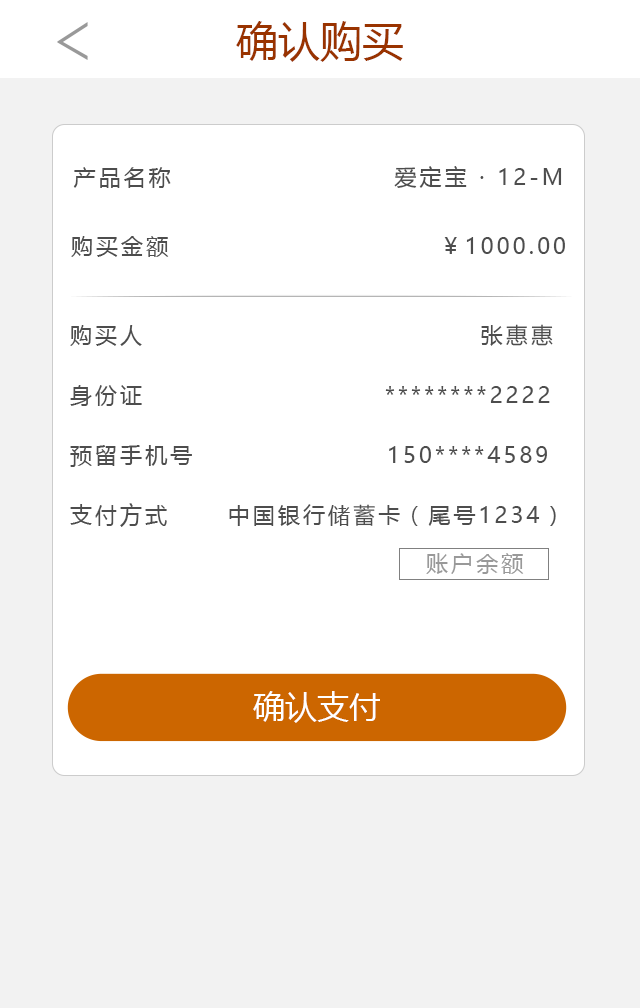 确认购买
产品名称 爱定宝 · 12-M
购买金额 ¥1000.00
购买人 张惠惠
身份证 ********2222
预留手机号 150****4589
支付方式 中国银行储蓄卡（尾号1234）
账户余额
确认支付